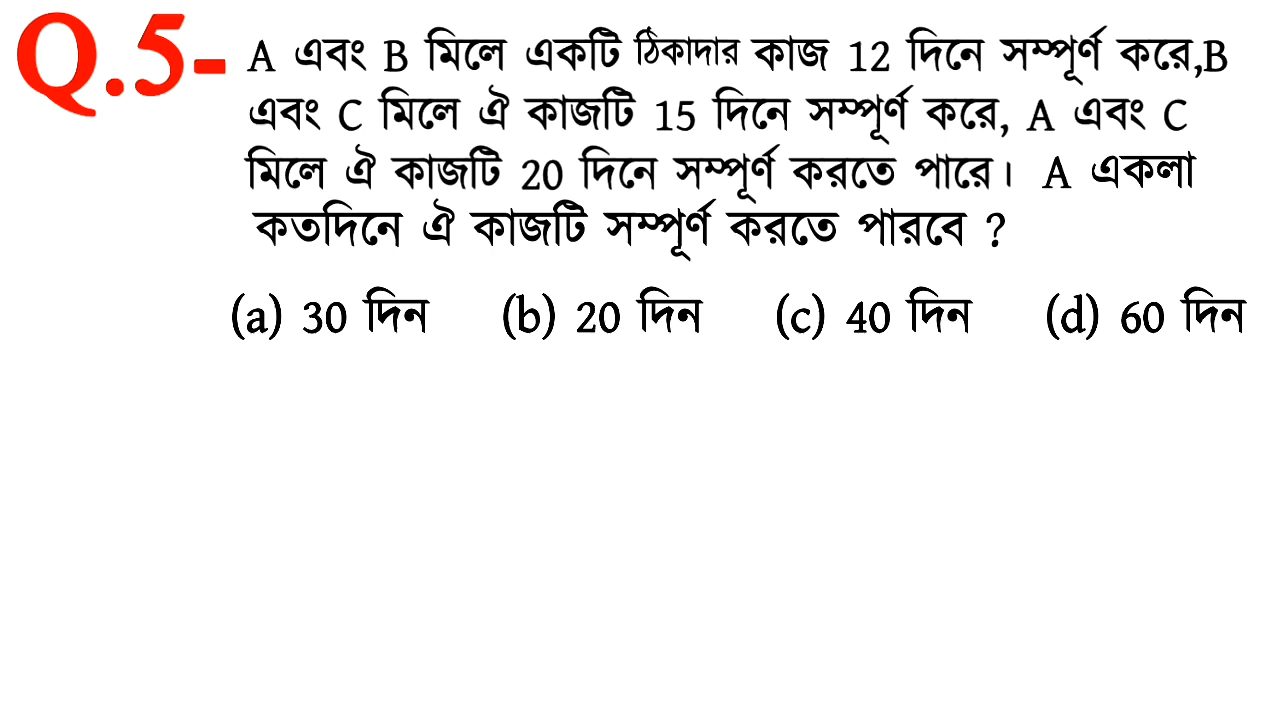 Q.5- A এবং B মিলে একটি ঠিকাদার কাজ 12 দিনে সম্পূর্ণ করে,B
এবং C মিলে ঐ কাজটি 15 দিনে সম্পূর্ণ করে, A এবং C
মিলে ঐ কাজটি 20 দিনে সম্পূর্ণ করতে পারে। A একলা
কতদিনে ঐ কাজটি সম্পূর্ণ করতে পারবে ?
(a) 30 দিন (b) 20 দিন (c) 40 দিন (d) 60 দিন